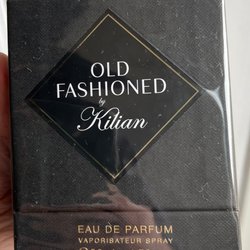 OLD
FASHIONED
by
Kilian
EAU DE PARFUM
VAPORISATEUR SPRAY